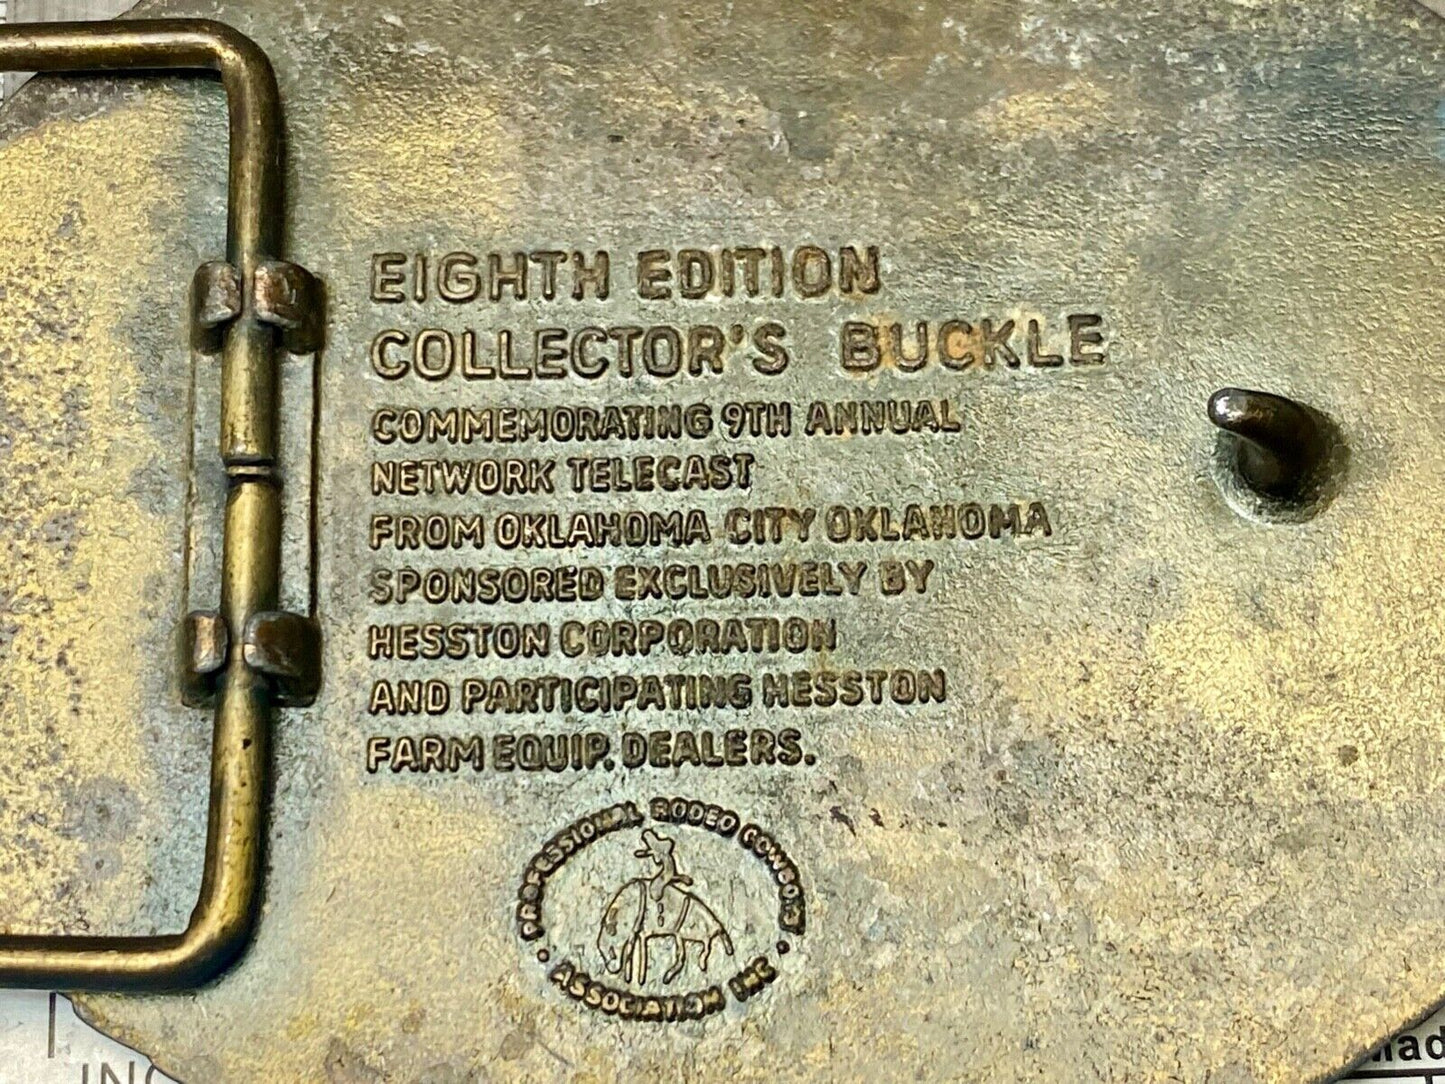 EIGHTH EDITION
COLLECTOR'S BUCKLE
COMMEMORATING 9TH ANNUAL
NETWORK TELECAST
FROM OKLAHOMA CITY OKLAHOMA
SPONSORED EXCLUSIVELY BY
HESSTON CORPORATION
AND PARTICIPATING HESSTON
FARM EQUIP. DEALERS.
PROFESSIONAL RODEO COWBOYS
• ASSOCIATION INC •